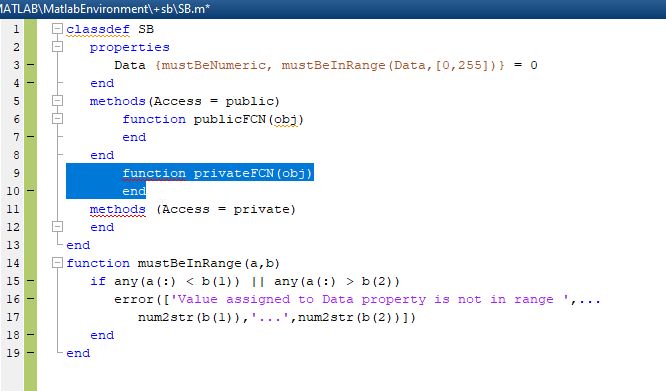 MATLAB\MatlabEnvironment\+sb\SB.m*
1 classdef SB
2 properties
3 Data {mustBeNumeric, mustBeInRange(Data,[0,255])} = 0
4 end
5 methods(Access = public)
6 function publicFCN(obj)
7 end
8 end
9 function privateFCN(obj)
10 end
11 methods (Access = private)
12 end
13 end
14 function mustBeInRange(a,b)
15 if any(a(:) < b(1)) || any(a(:) > b(2))
16 error(['Value assigned to Data property is not in range ',...
17 num2str(b(1)),'...',num2str(b(2))])
18 end
19 end